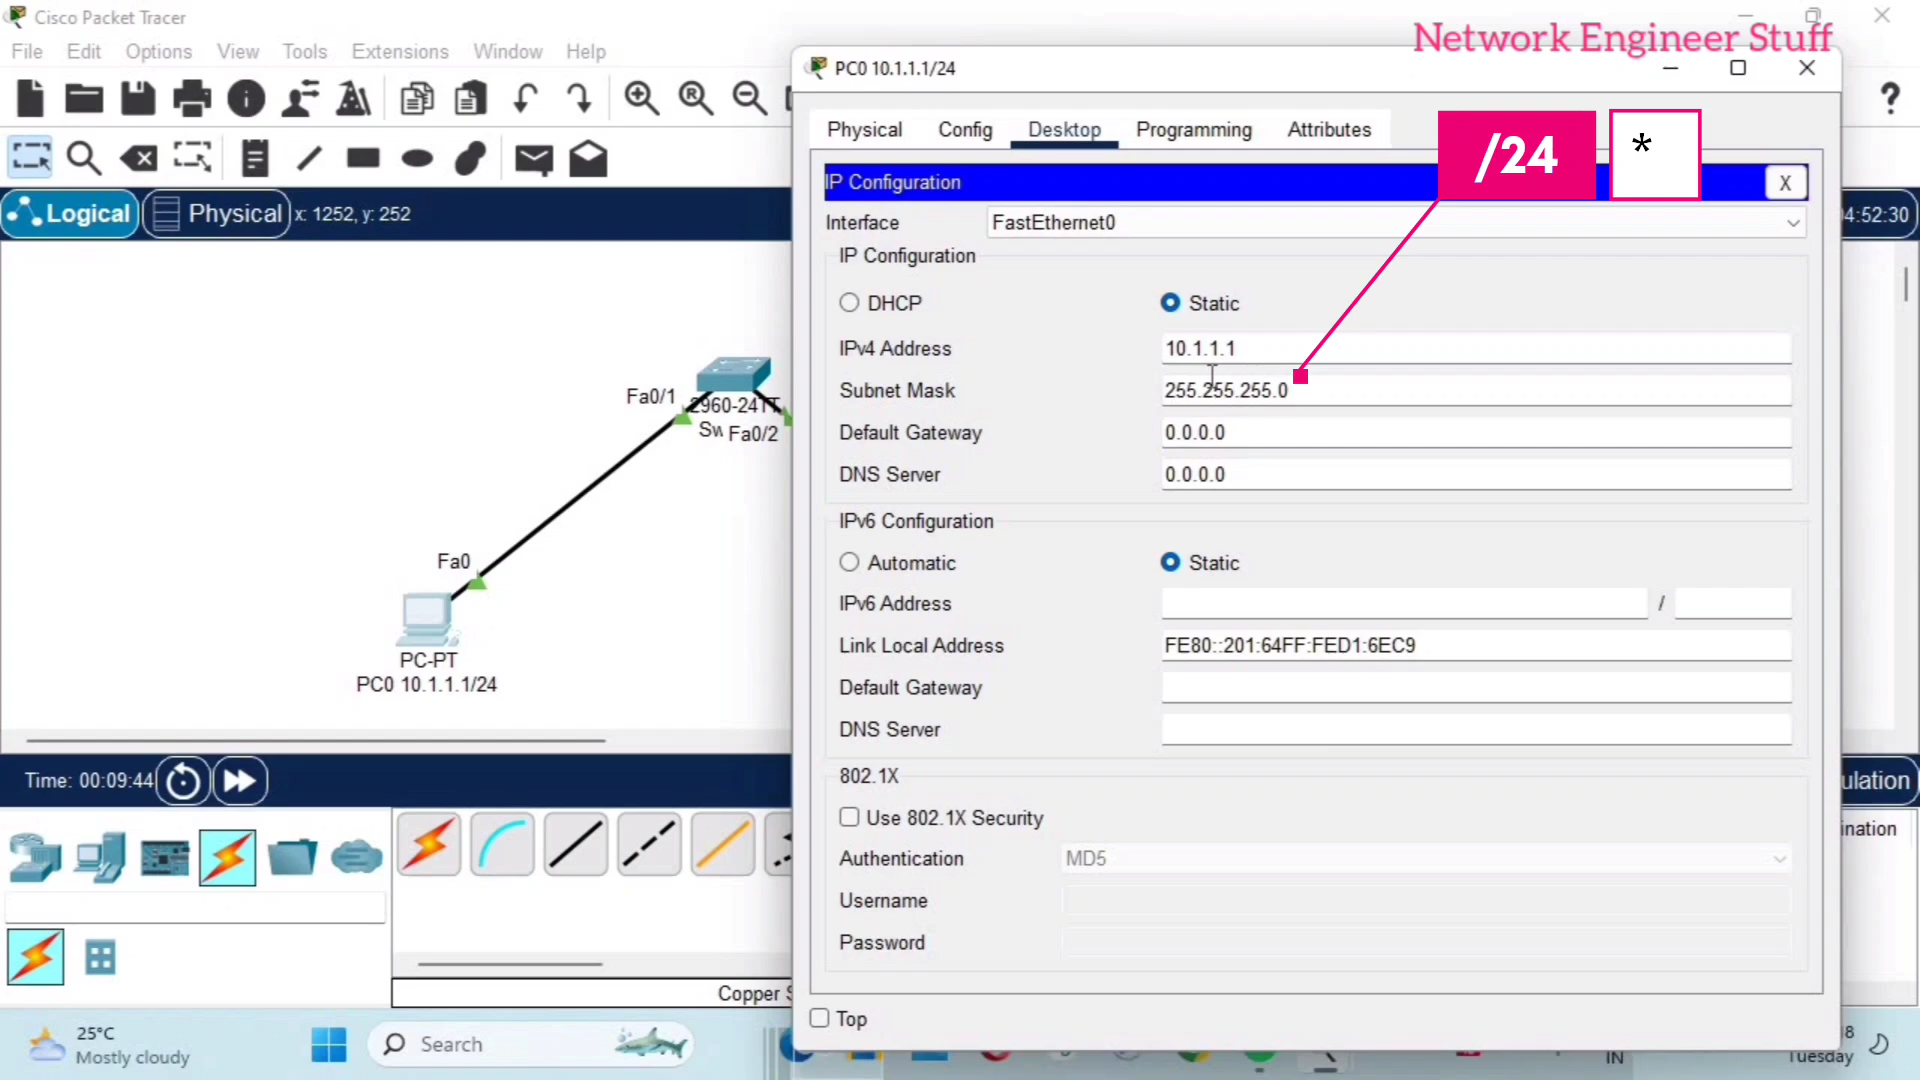 Cisco Packet Tracer
Network Engineer Stuff
File Edit Options View Tools Extensions Window Help
PC0 10.1.1.1/24
Physical Config Desktop Programming Attributes
/24 *
IP Configuration X
Logical Physical x: 1252, y: 252
4:52:30
Interface FastEthernet0
IP Configuration
DHCP Static
IPv4 Address 10.1.1.1
Subnet Mask 255.255.255.0
Default Gateway 0.0.0.0
DNS Server 0.0.0.0
Fa0/1
2960-24TT
Sw Fa0/2
IPv6 Configuration
Automatic Static
IPv6 Address /
Link Local Address FE80::201:64FF:FED1:6EC9
Default Gateway
DNS Server
Fa0
PC-PT
PC0 10.1.1.1/24
802.1X
Use 802.1X Security
Authentication MD5
Username
Password
Time: 00:09:44
ulation
ination
Copper S
Top
25°C
Mostly cloudy
Search
IN
8
Tuesday